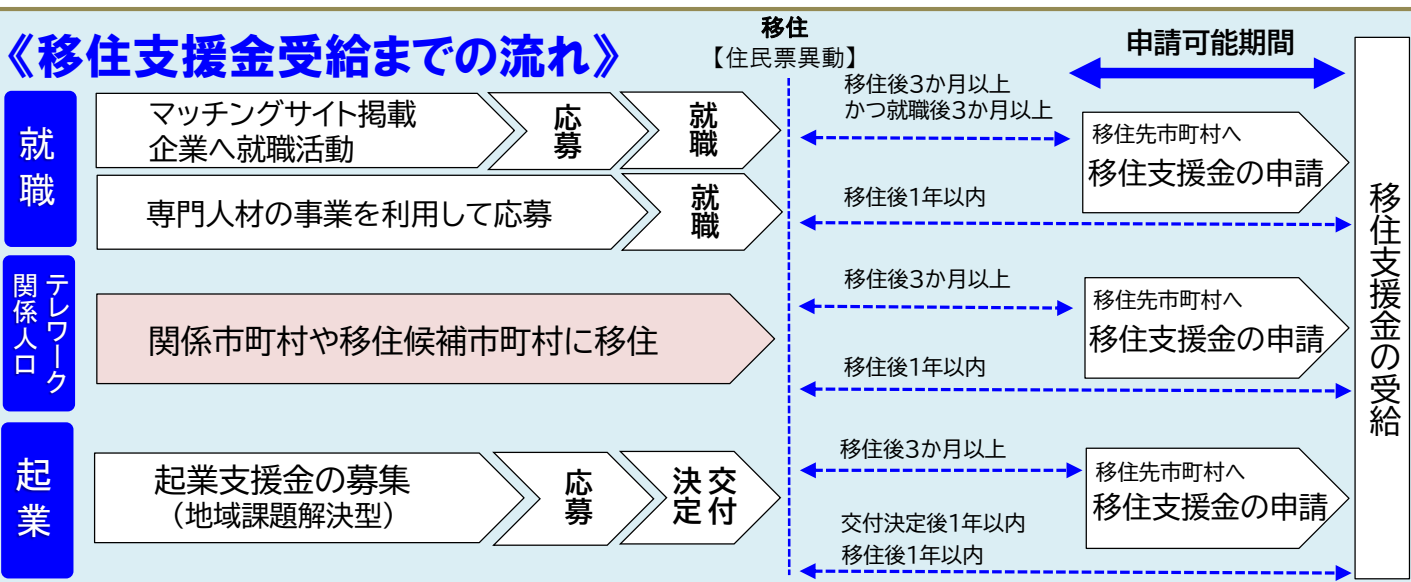 《移住支援金受給までの流れ》
移住
【住民票異動】
申請可能期間
就職
マッチングサイト掲載
企業へ就職活動
応募
就職
専門人材の事業を利用して応募
就職
移住後3か月以上
かつ就職後3か月以上
移住後1年以内
移住先市町村へ
移住支援金の申請
テレワーク
関係人口
関係市町村や移住候補市町村に移住
移住後3か月以上
移住後1年以内
移住先市町村へ
移住支援金の申請
起業
起業支援金の募集
（地域課題解決型）
応募
交付
決定
移住後3か月以上
交付決定後1年以内
移住後1年以内
移住先市町村へ
移住支援金の申請
移住支援金の受給